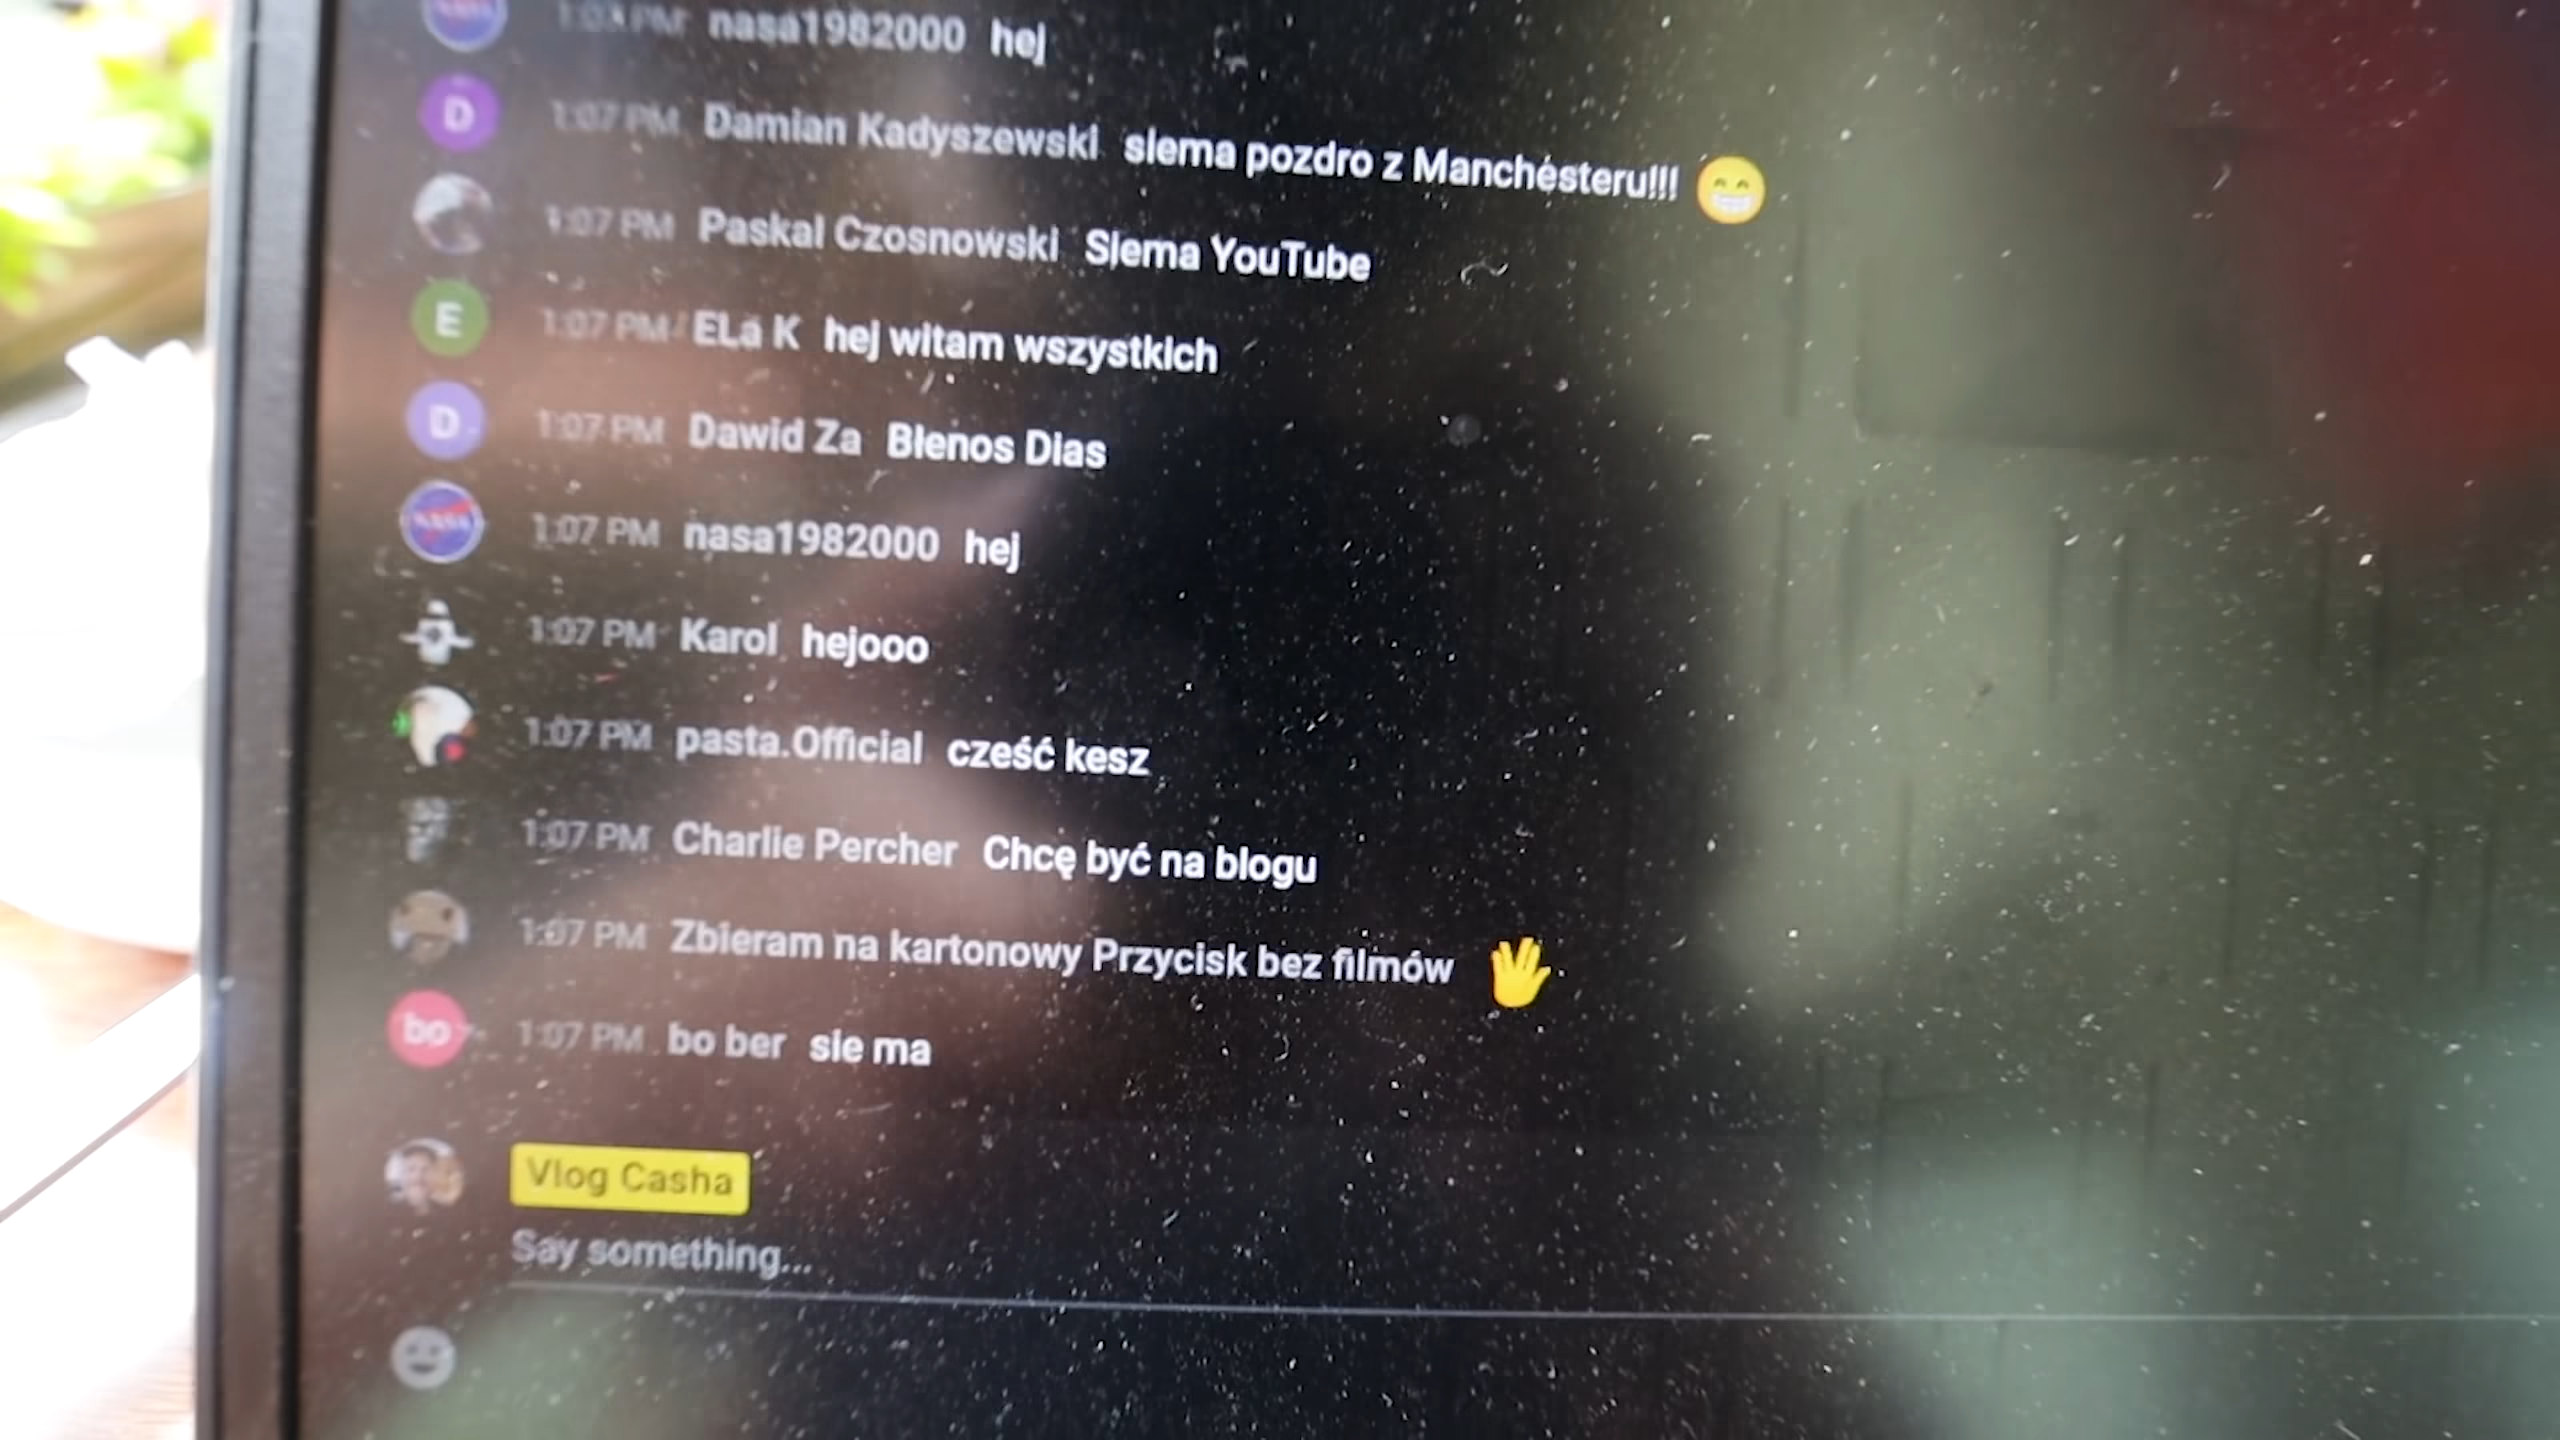 nasa1982000 hej
D 1:07 PM Damian Kadyszewski siema pozdro z Manchesteru!!! 😁
1:07 PM Paskal Czosnowski Siema YouTube
E 1:07 PM ELa K hej witam wszystkich
D 1:07 PM Dawid Za Bienos Dias
NASA 1:07 PM nasa1982000 hej
1:07 PM Karol hejooo
1:07 PM pasta.Official cześć kesz
1:07 PM Charlie Percher Chcę być na blogu
1:07 PM Zbieram na kartonowy Przycisk bez filmów 🖖
bo 1:07 PM bo ber sie ma
Vlog Casha
Say something...